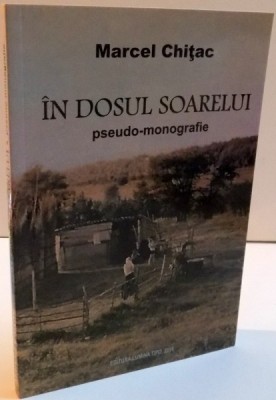 Marcel Chiţac
ÎN DOSUL SOARELUI
pseudo-monografie